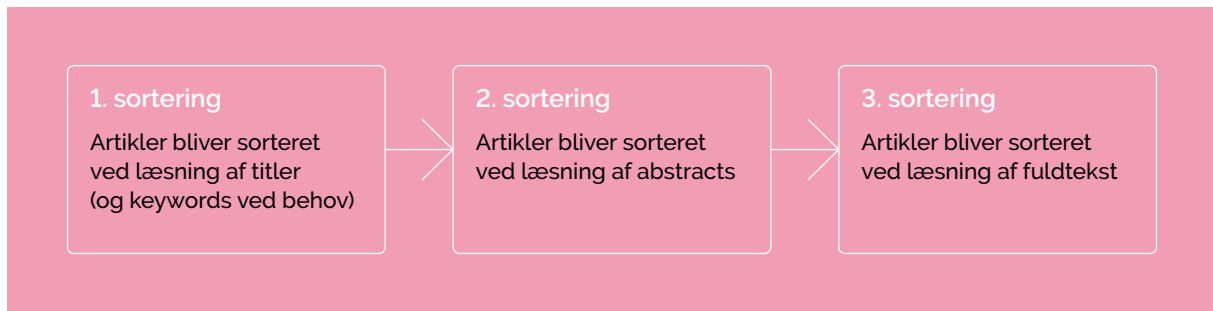 1. sortering
Artikler bliver sorteret
ved læsning af titler
(og keywords ved behov)
2. sortering
Artikler bliver sorteret
ved læsning af abstracts
3. sortering
Artikler bliver sorteret
ved læsning af fuldtekst